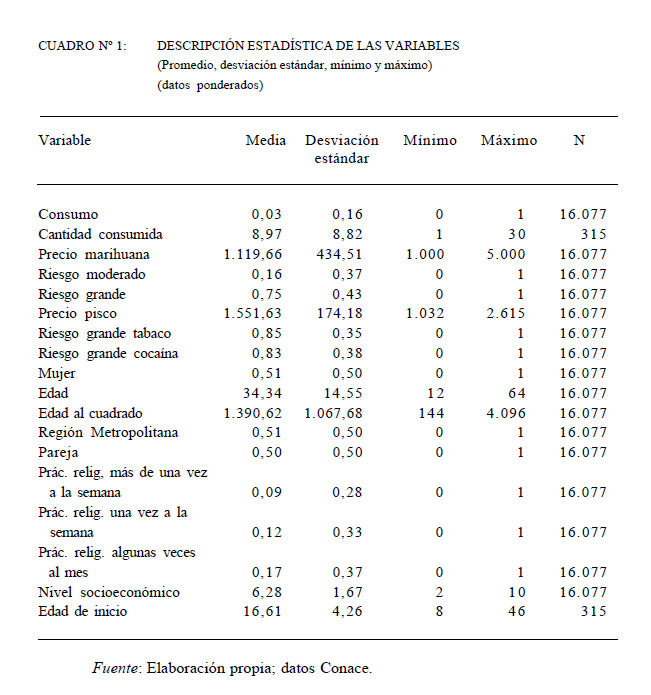 CUADRO Nº 1: DESCRIPCIÓN ESTADÍSTICA DE LAS VARIABLES
(Promedio, desviación estándar, mínimo y máximo)
(datos ponderados)
Variable Media Desviación Mínimo Máximo N
estándar
Consumo 0,03 0,16 0 1 16.077
Cantidad consumida 8,97 8,82 1 30 315
Precio marihuana 1.119,66 434,51 1.000 5.000 16.077
Riesgo moderado 0,16 0,37 0 1 16.077
Riesgo grande 0,75 0,43 0 1 16.077
Precio pisco 1.551,63 174,18 1.032 2.615 16.077
Riesgo grande tabaco 0,85 0,35 0 1 16.077
Riesgo grande cocaína 0,83 0,38 0 1 16.077
Mujer 0,51 0,50 0 1 16.077
Edad 34,34 14,55 12 64 16.077
Edad al cuadrado 1.390,62 1.067,68 144 4.096 16.077
Región Metropolitana 0,51 0,50 0 1 16.077
Pareja 0,50 0,50 0 1 16.077
Prác. relig, más de una vez
a la semana 0,09 0,28 0 1 16.077
Prác. relig. una vez a la
semana 0,12 0,33 0 1 16.077
Prác. relig. algunas veces
al mes 0,17 0,37 0 1 16.077
Nivel socioeconómico 6,28 1,67 2 10 16.077
Edad de inicio 16,61 4,26 8 46 315
Fuente: Elaboración propia; datos Conace.